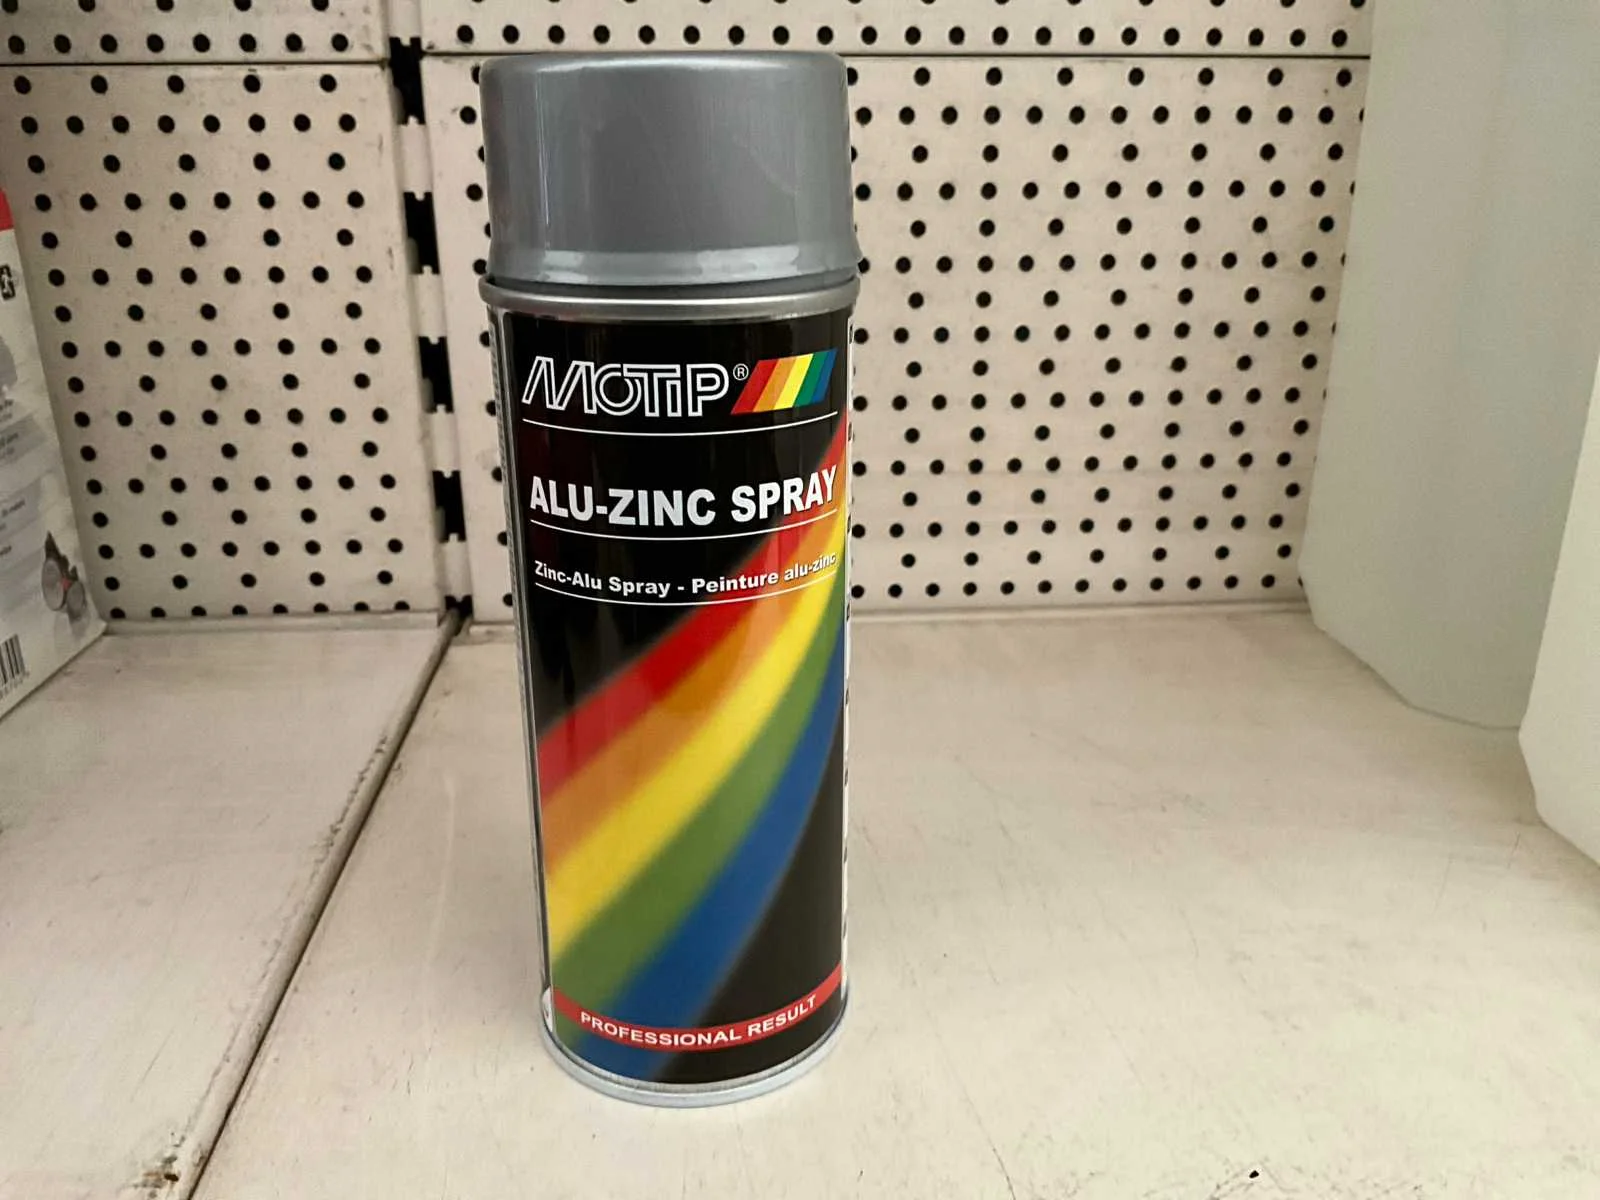 MOTIP®
ALU-ZINC SPRAY
Zinc-Alu Spray - Peinture alu-zinc
PROFESSIONAL RESULT